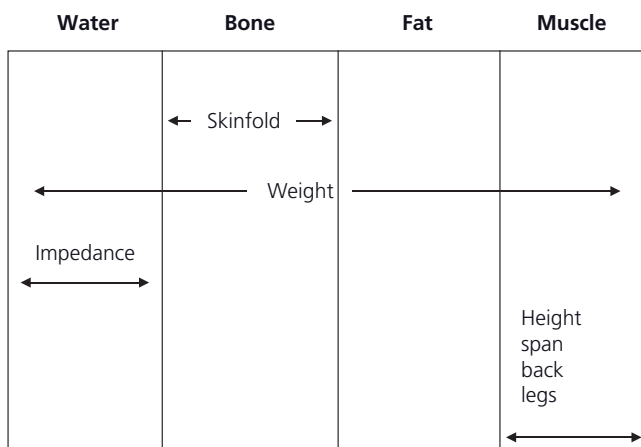 Water Bone Fat Muscle
Skinfold
Weight
Impedance
Height
span
back
legs